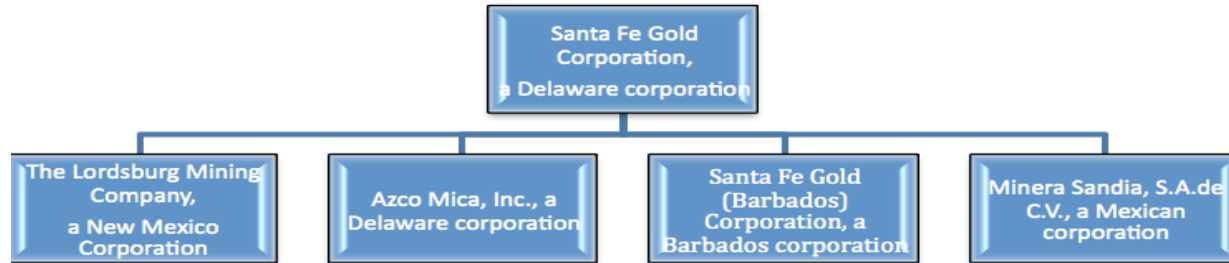 Santa Fe Gold
Corporation,
a Delaware corporation
The Lordsburg Mining
Company,
a New Mexico
Corporation
Azco Mica, Inc., a
Delaware corporation
Santa Fe Gold
(Barbados)
Corporation, a
Barbados corporation
Minera Sandia, S.A.de
C.V., a Mexican
corporation